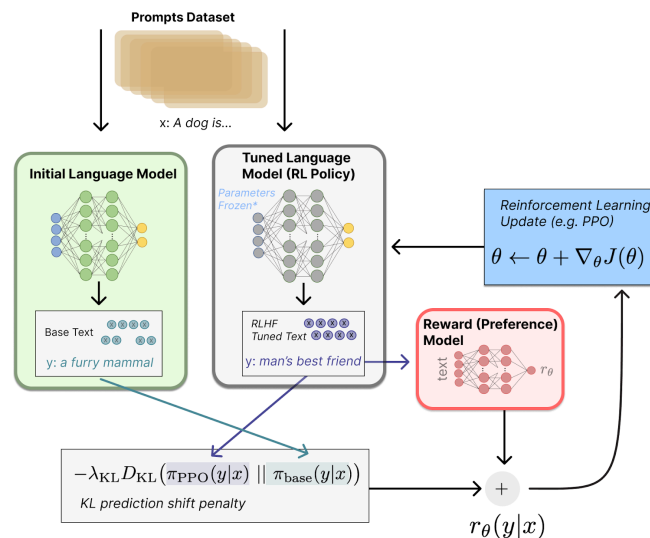 Prompts Dataset
x: A dog is...
Initial Language Model
Tuned Language
Model (RL Policy)
Parameters
Frozen*
Reinforcement Learning
Update (e.g. PPO)
θ ← θ + ∇θJ(θ)
Base Text
x x x x
x x x x
y: a furry mammal
RLHF
Tuned Text
x x x x
x x x x
y: man's best friend
Reward (Preference)
Model
text
rθ
−λKL DKL(πPPO(y|x) || πbase(y|x))
KL prediction shift penalty
+
rθ(y|x)